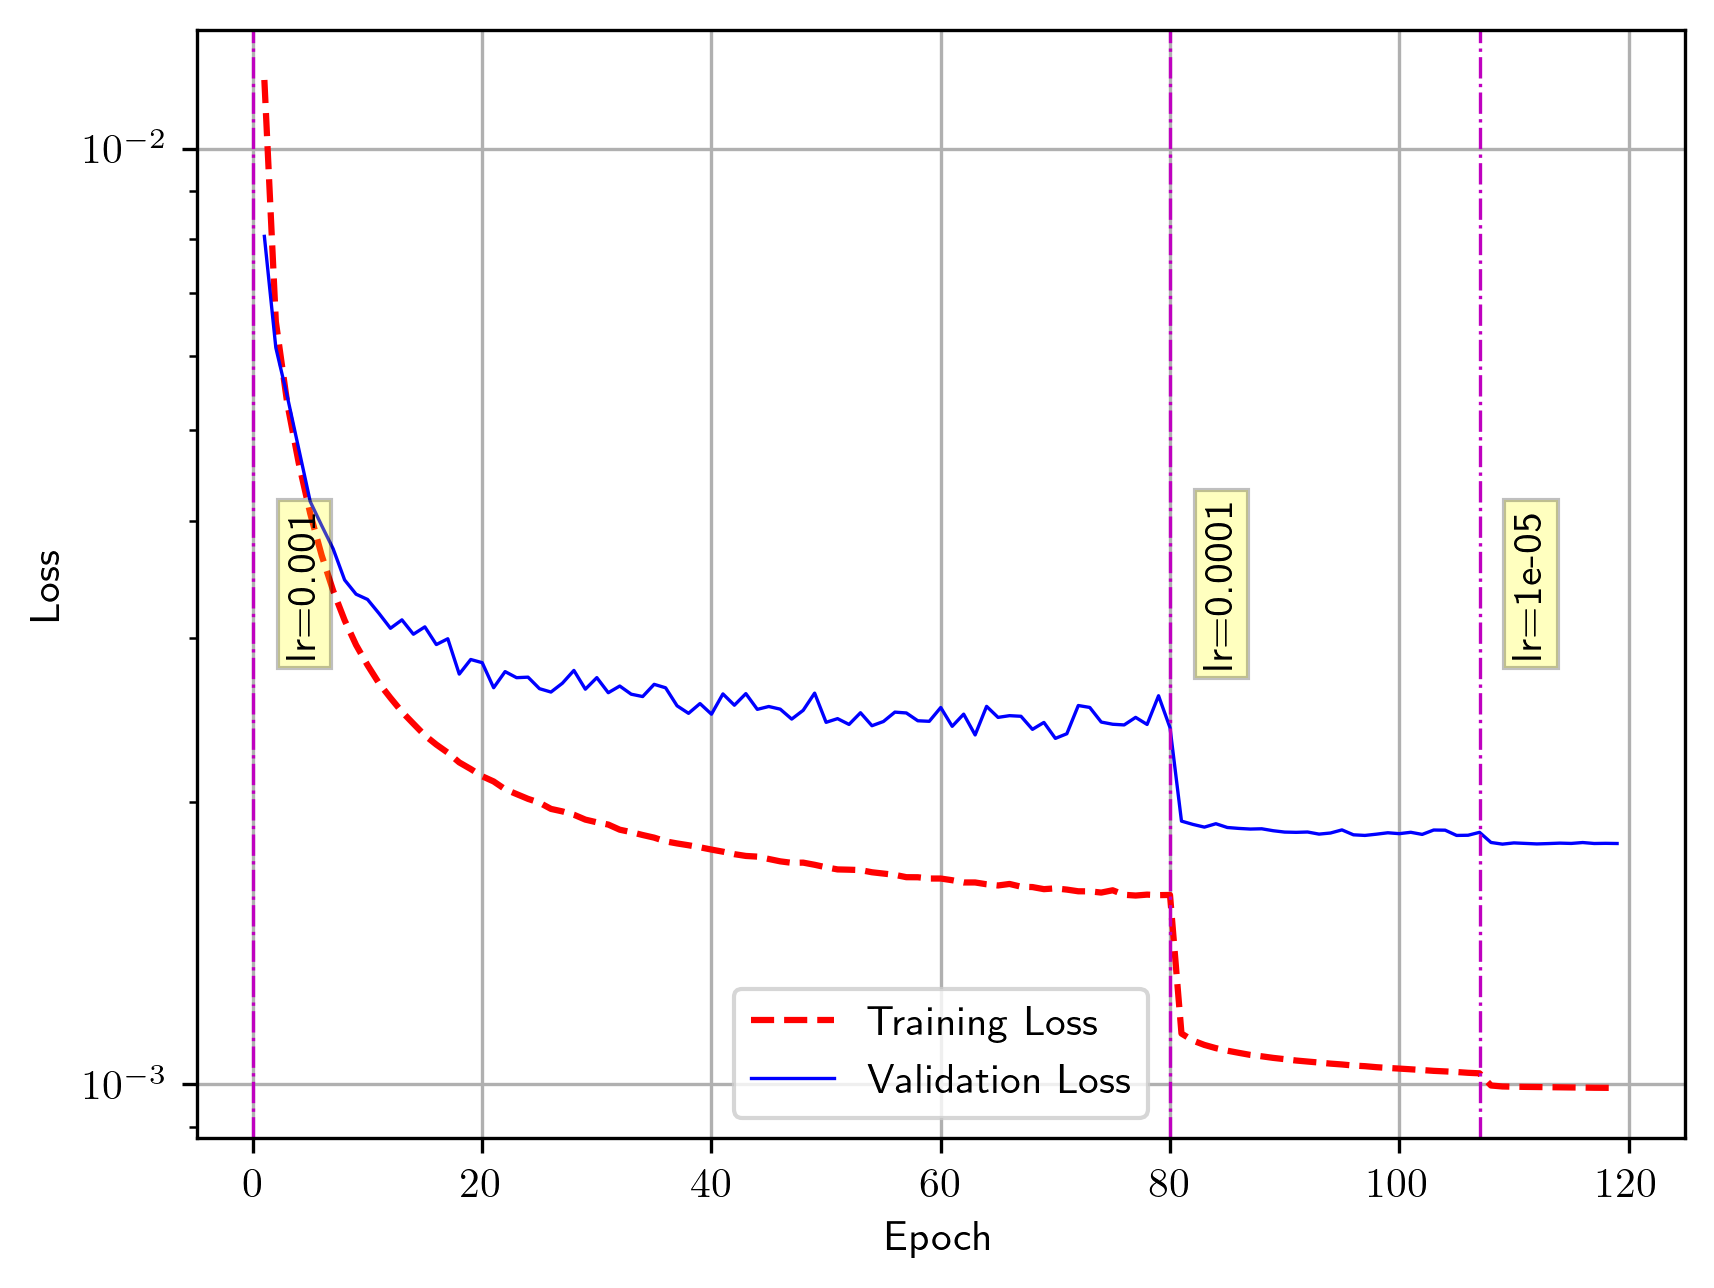 10⁻²
10⁻³
Loss
lr=0.001
lr=0.0001
lr=1e-05
Training Loss
Validation Loss
0 20 40 60 80 100 120
Epoch